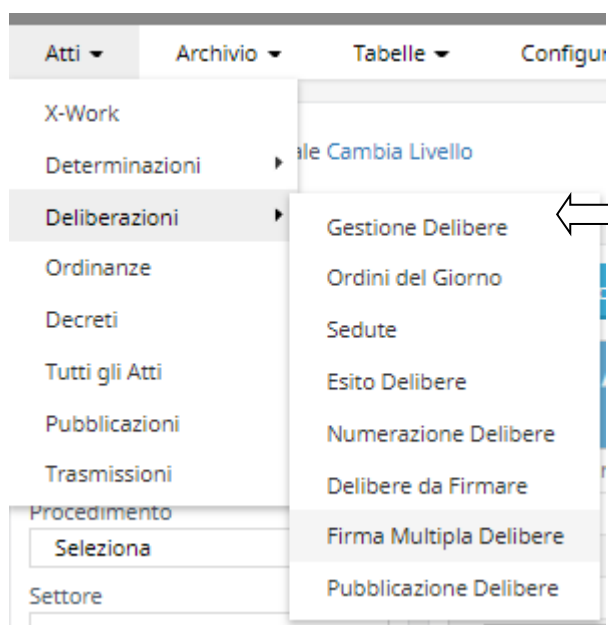 Atti Archivio Tabelle Configur
X-Work
Determinazioni
ale Cambia Livello
Deliberazioni
Gestione Delibere
Ordinanze
Ordini del Giorno
Decreti
Sedute
Tutti gli Atti
Esito Delibere
Pubblicazioni
Numerazione Delibere
Trasmissioni
Delibere da Firmare
Procedimento
Firma Multipla Delibere
Seleziona
Pubblicazione Delibere
Settore